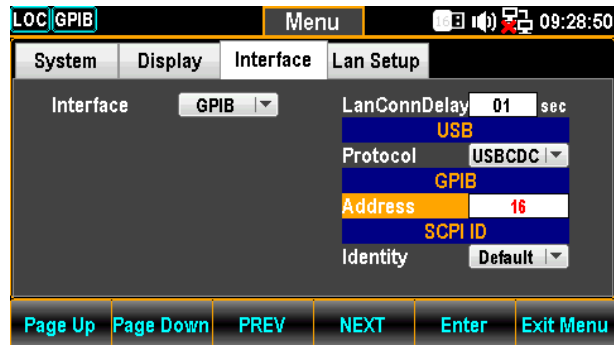 LOC GPIB Menu 16 09:28:50
System Display Interface Lan Setup
Interface GPIB LanConnDelay 01 sec
USB
Protocol USBCDC
GPIB
Address 16
SCPI ID
Identity Default
Page Up Page Down PREV NEXT Enter Exit Menu